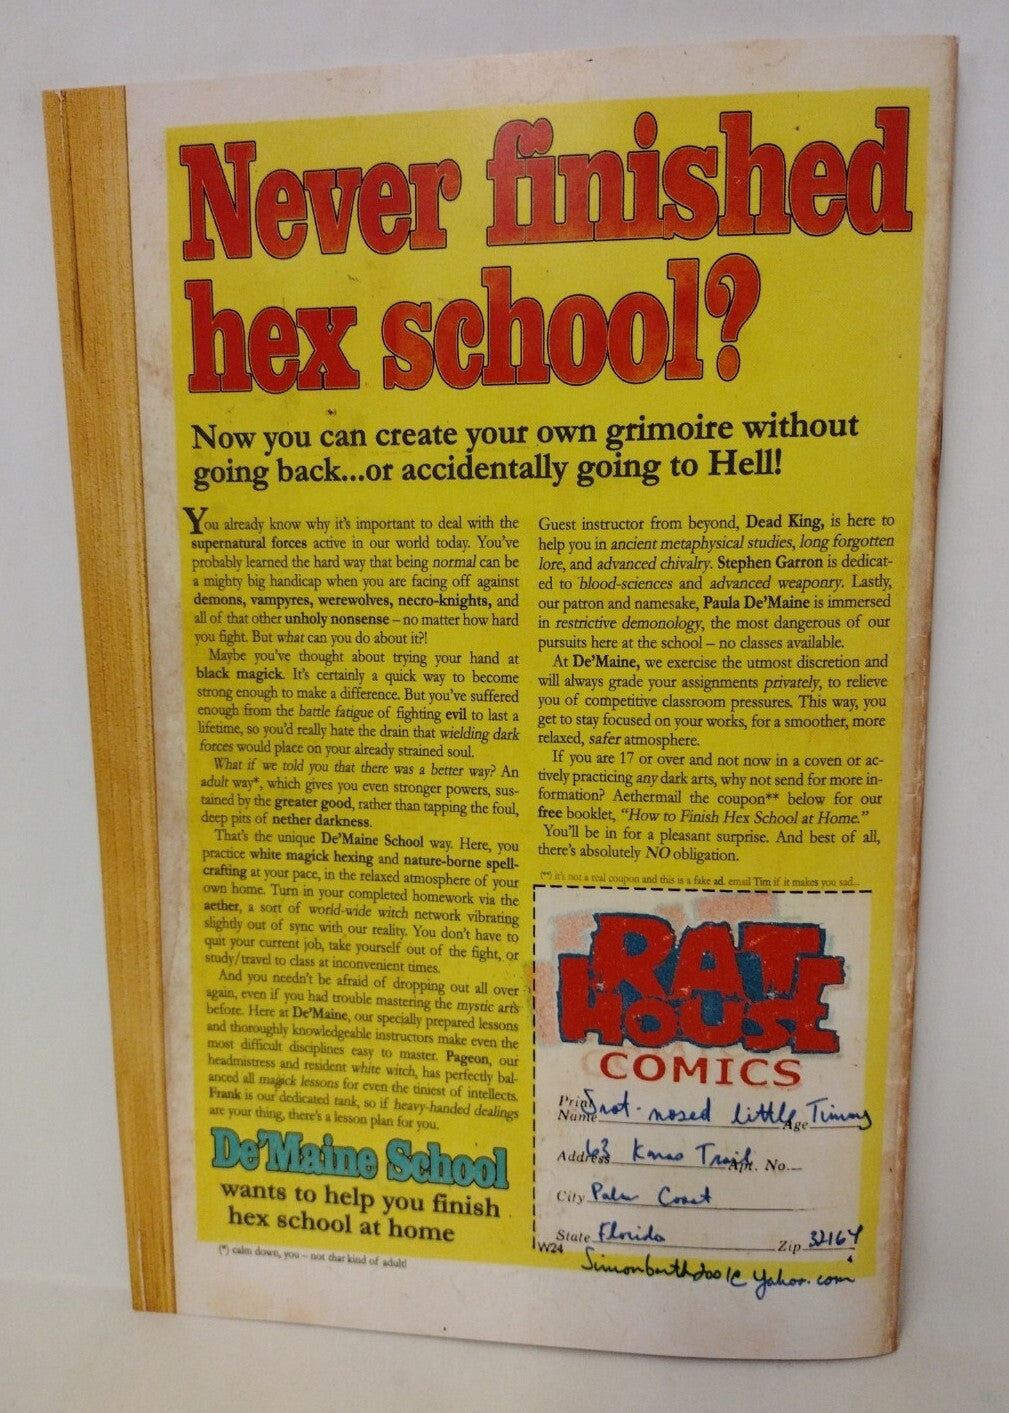 Never finished
hex school?
Now you can create your own grimoire without
going back...or accidentally going to Hell!
You already know why it's important to deal with the
supernatural forces active in our world today. You've
probably learned the hard way that being normal can be
a mighty big handicap when you are facing off against
demons, vampyres, werewolves, necro-knights, and
all of that other unholy nonsense – no matter how hard
you fight. But what can you do about it?!
Maybe you've thought about trying your hand at
black magick. It's certainly a quick way to become
strong enough to make a difference. But you've suffered
enough from the battle fatigue of fighting evil to last a
lifetime, so you'd really hate the drain that wielding dark
forces would place on your already strained soul.
What if we told you that there was a better way? An
adult way*, which gives you even stronger powers, sus-
tained by the greater good, rather than tapping the foul,
deep pits of nether darkness.
That's the unique De'Maine School way. Here, you
practice white magick hexing and nature-borne spell-
crafting at your pace, in the relaxed atmosphere of your
own home. Turn in your completed homework via the
aether, a sort of world-wide witch network vibrating
slightly out of sync with our reality. You don't have to
quit your current job, take yourself out of the fight, or
study/travel to class at inconvenient times.
And you needn't be afraid of dropping out all over
again, even if you had trouble mastering the mystic arts
before. Here at De'Maine, our specially prepared lessons
and thoroughly knowledgeable instructors make even the
most difficult disciplines easy to master. Pageon, our
headmistress and resident white witch, has perfectly bal-
anced all magick lessons for even the tiniest of intellects.
Frank is our dedicated tank, so if heavy-handed dealings
are your thing, there's a lesson plan for you.
De'Maine School
wants to help you finish
hex school at home
(*) calm down, you – not that kind of adult!
Guest instructor from beyond, Dead King, is here to
help you in ancient metaphysical studies, long forgotten
lore, and advanced chivalry. Stephen Garron is dedicat-
ed to blood-sciences and advanced weaponry. Lastly,
our patron and namesake, Paula De'Maine is immersed
in restrictive demonology, the most dangerous of our
pursuits here at the school – no classes available.
At De'Maine, we exercise the utmost discretion and
will always grade your assignments privately, to relieve
you of competitive classroom pressures. This way, you
get to stay focused on your works, for a smoother, more
relaxed, safer atmosphere.
If you are 17 or over and not now in a coven or ac-
tively practicing any dark arts, why not send for more in-
formation? Aethermail the coupon** below for our
free booklet, "How to Finish Hex School at Home."
You'll be in for a pleasant surprise. And best of all,
there's absolutely NO obligation.
(**) it's not a real coupon and this is a fake ad. email Tim if it makes you sad...
RAT
HOUSE
COMICS
Print
Name Snot-nosed little Timmy Age
Address 63 Trail Apt. No.
City Palm Coast
State Florida Zip 32164
W24
Simonbarth2001@yahoo.com